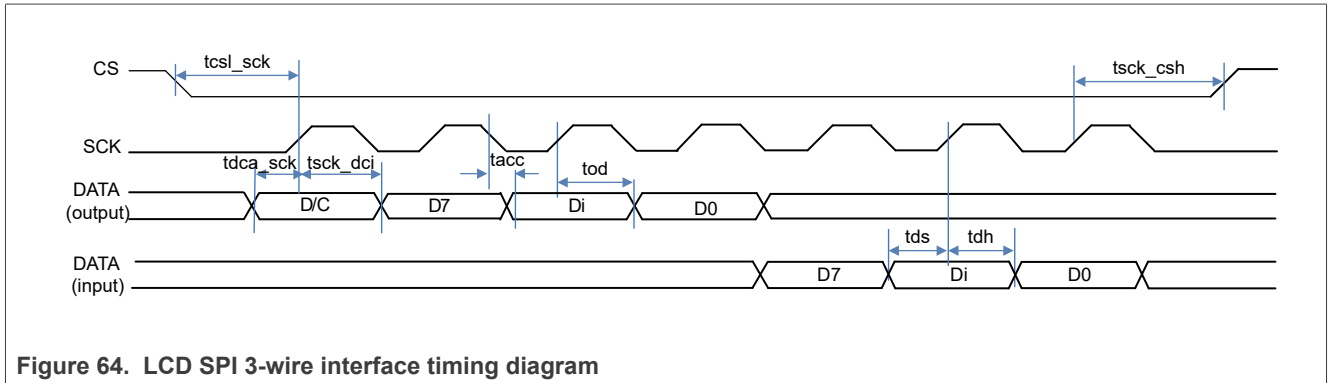 CS
tcsl_sck
tsck_csh
SCK
tdca_sck
tsck_dci
tacc
tod
DATA
(output)
D/C
D7
Di
D0
tds
tdh
DATA
(input)
D7
Di
D0
Figure 64. LCD SPI 3-wire interface timing diagram